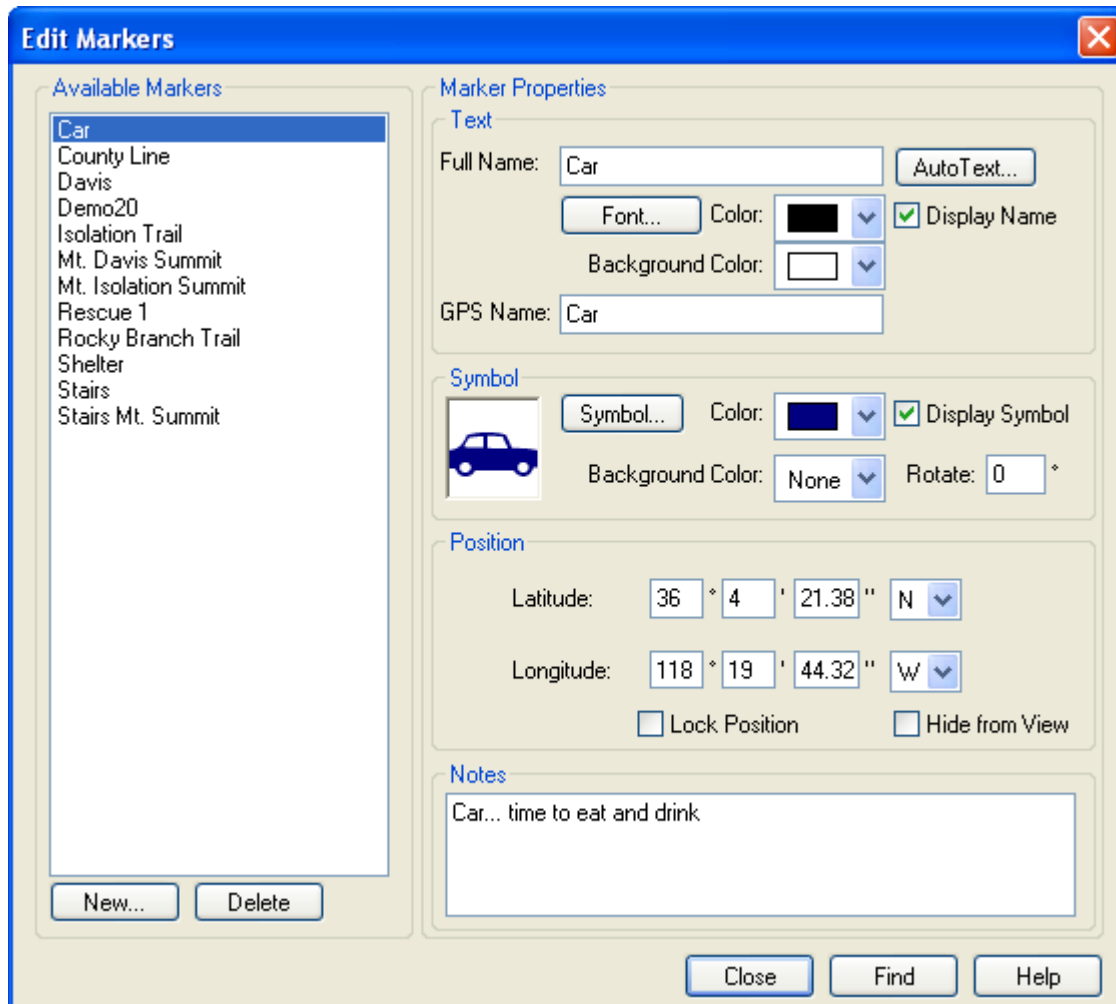 Edit Markers
Available Markers
Car
County Line
Davis
Demo20
Isolation Trail
Mt. Davis Summit
Mt. Isolation Summit
Rescue 1
Rocky Branch Trail
Shelter
Stairs
Stairs Mt. Summit
New...
Delete
Marker Properties
Text
Full Name: Car AutoText...
Font... Color: Display Name
Background Color:
GPS Name: Car
Symbol
Symbol... Color: Display Symbol
Background Color: None Rotate: 0 °
Position
Latitude: 36 ° 4 ' 21.38 " N
Longitude: 118 ° 19 ' 44.32 " W
Lock Position Hide from View
Notes
Car... time to eat and drink
Close Find Help